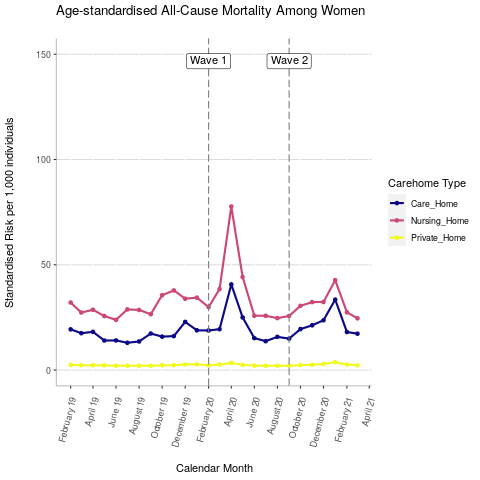 Age-standardised All-Cause Mortality Among Women
Standardised Risk per 1,000 individuals
150
100
50
0
Wave 1
Wave 2
February 19
April 19
June 19
August 19
October 19
December 19
February 20
April 20
June 20
August 20
October 20
December 20
February 21
April 21
Calendar Month
Carehome Type
Care_Home
Nursing_Home
Private_Home